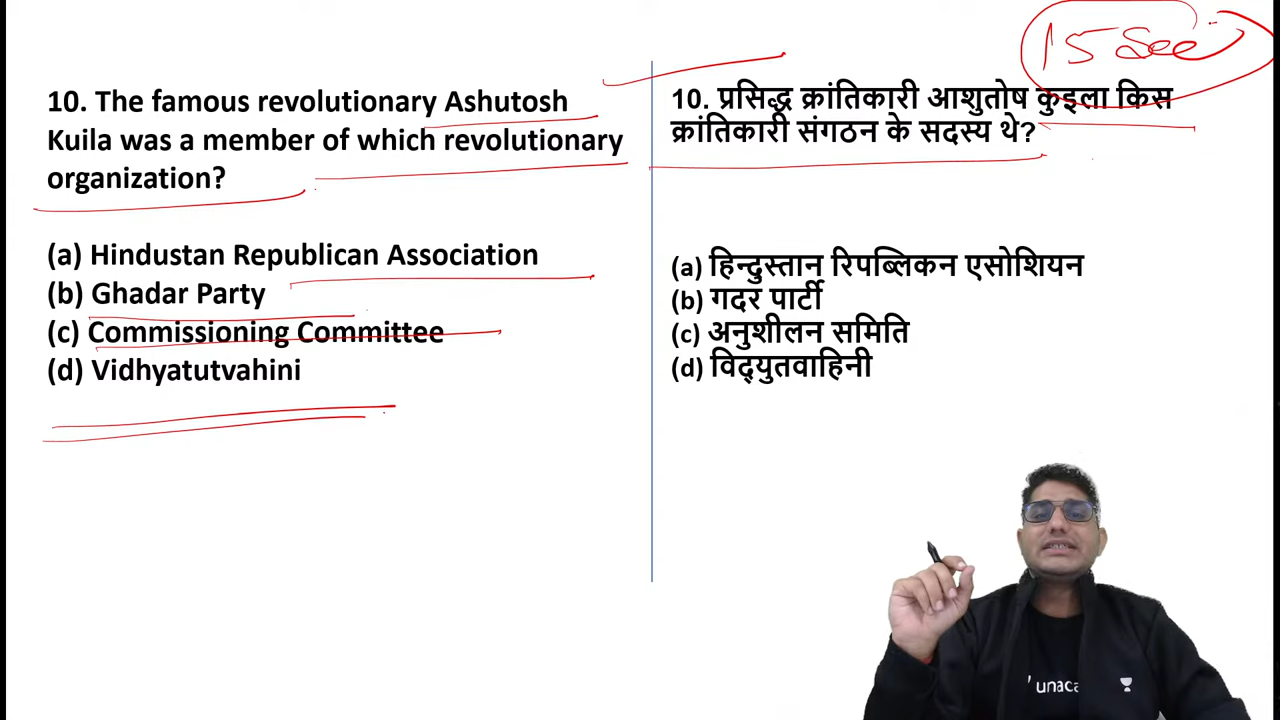 15 Sec
10. The famous revolutionary Ashutosh
Kuila was a member of which revolutionary
organization?
(a) Hindustan Republican Association
(b) Ghadar Party
(c) Commissioning Committee
(d) Vidhyatutvahini
10. प्रसिद्ध क्रांतिकारी आशुतोष कुइला किस
क्रांतिकारी संगठन के सदस्य थे?
(a) हिन्दुस्तान रिपब्लिकन एसोशियन
(b) गदर पार्टी
(c) अनुशीलन समिति
(d) विद्युतवाहिनी
unaca